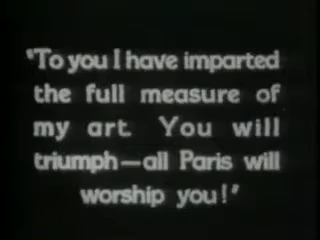 "To you I have imparted
the full measure of
my art. You will
triumph—all Paris will
worship you!"